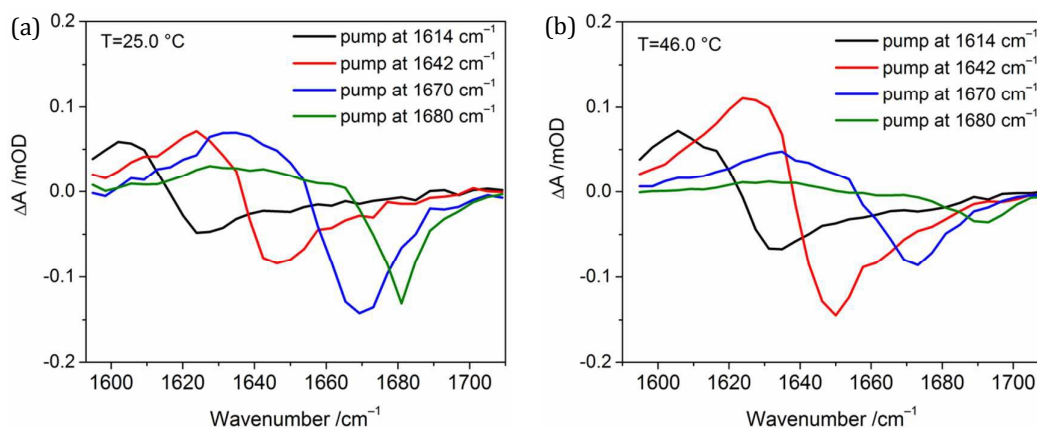 (a)
T=25.0 °C
pump at 1614 cm⁻¹
pump at 1642 cm⁻¹
pump at 1670 cm⁻¹
pump at 1680 cm⁻¹
ΔA /mOD
0.2
0.1
0.0
-0.1
-0.2
1600 1620 1640 1660 1680 1700
Wavenumber /cm⁻¹
(b)
T=46.0 °C
pump at 1614 cm⁻¹
pump at 1642 cm⁻¹
pump at 1670 cm⁻¹
pump at 1680 cm⁻¹
ΔA /mOD
0.2
0.1
0.0
-0.1
-0.2
1600 1620 1640 1660 1680 1700
Wavenumber /cm⁻¹